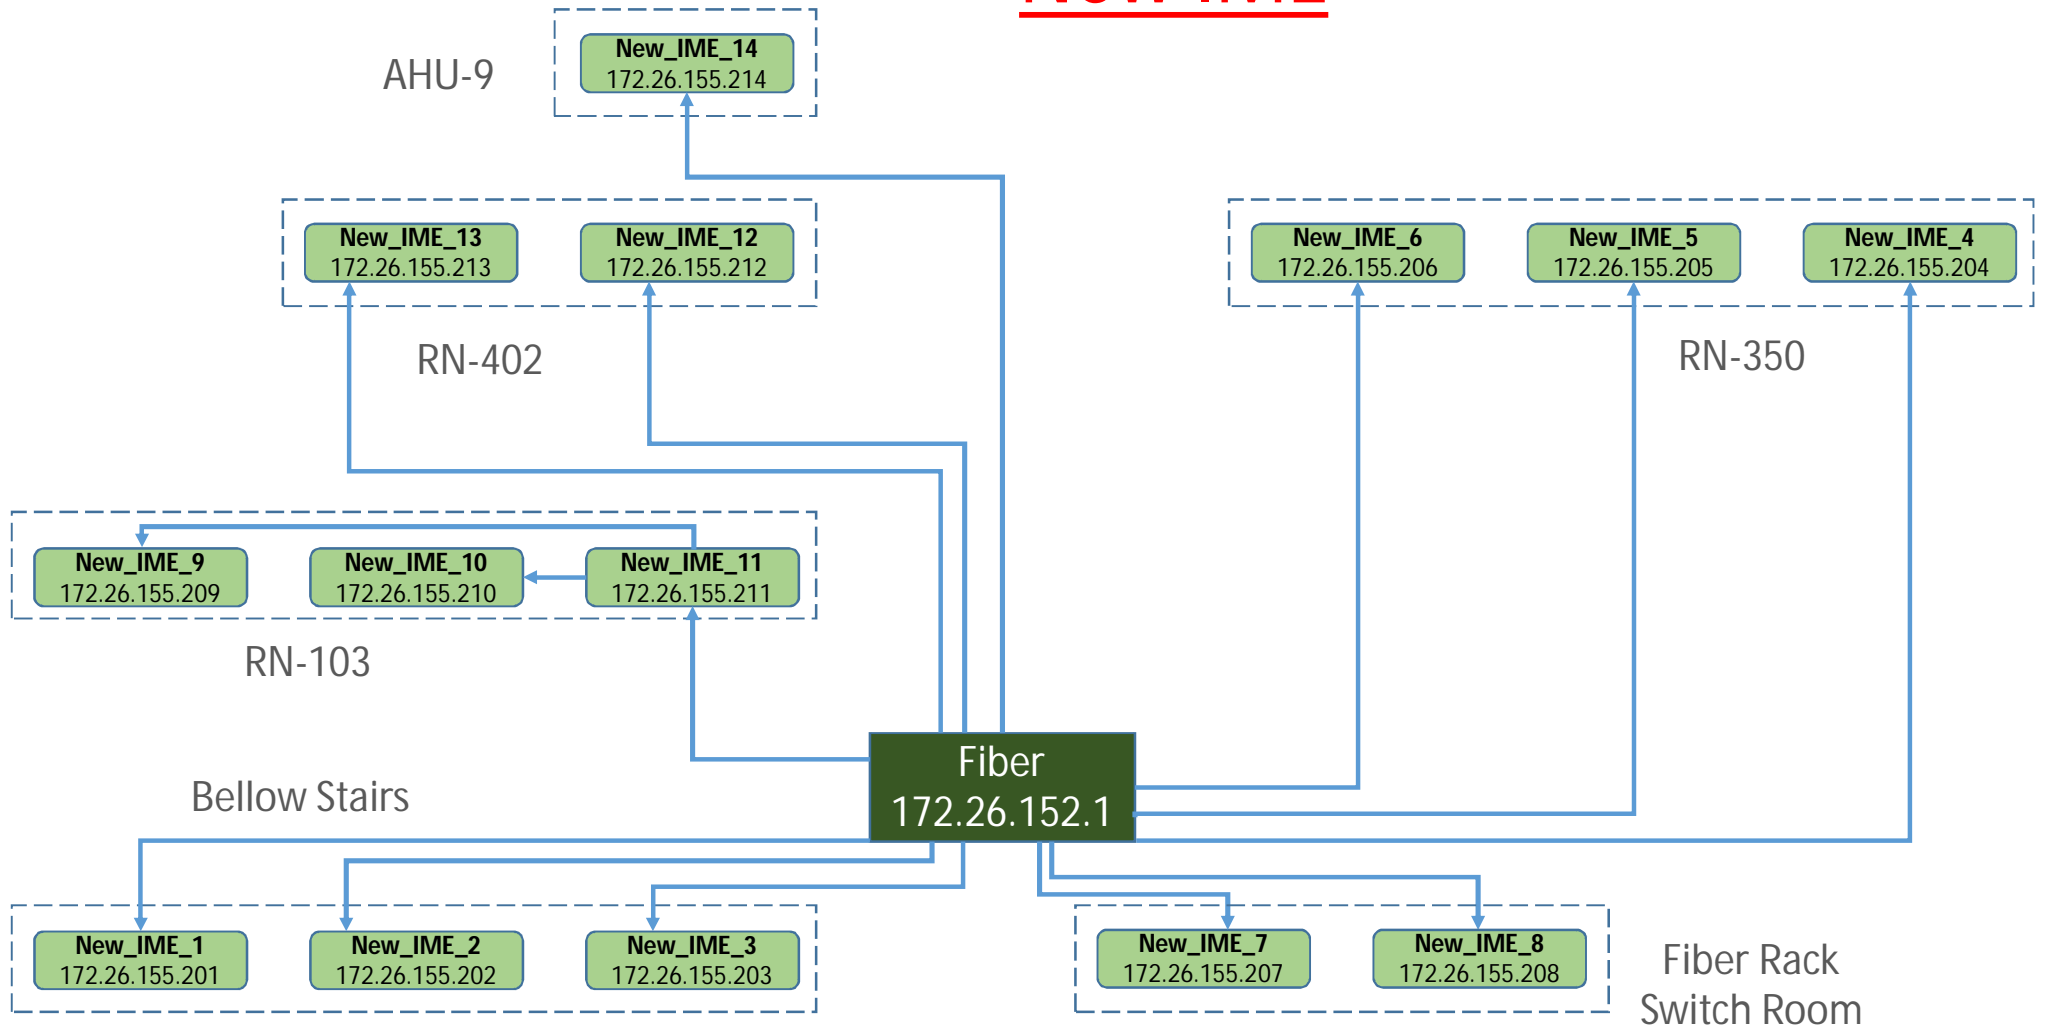 New IME
New_IME_14
172.26.155.214
AHU-9
New_IME_13
172.26.155.213
New_IME_12
172.26.155.212
RN-402
New_IME_6
172.26.155.206
New_IME_5
172.26.155.205
New_IME_4
172.26.155.204
RN-350
New_IME_9
172.26.155.209
New_IME_10
172.26.155.210
New_IME_11
172.26.155.211
RN-103
Fiber
172.26.152.1
Bellow Stairs
New_IME_1
172.26.155.201
New_IME_2
172.26.155.202
New_IME_3
172.26.155.203
New_IME_7
172.26.155.207
New_IME_8
172.26.155.208
Fiber Rack
Switch Room